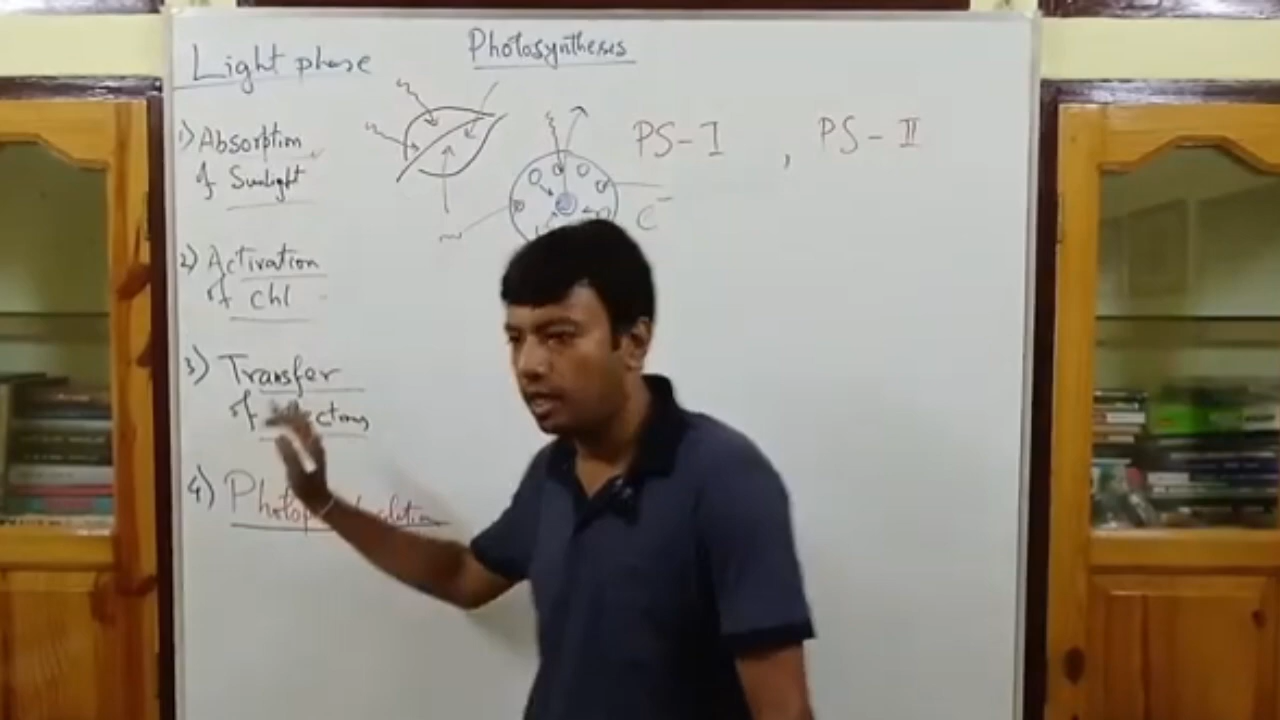 Light phase
Photosyntheses
1) Absorption
of Sunlight
PS-I , PS-II
e⁻
2) Activation
of Chl
3) Transfer
of
4)